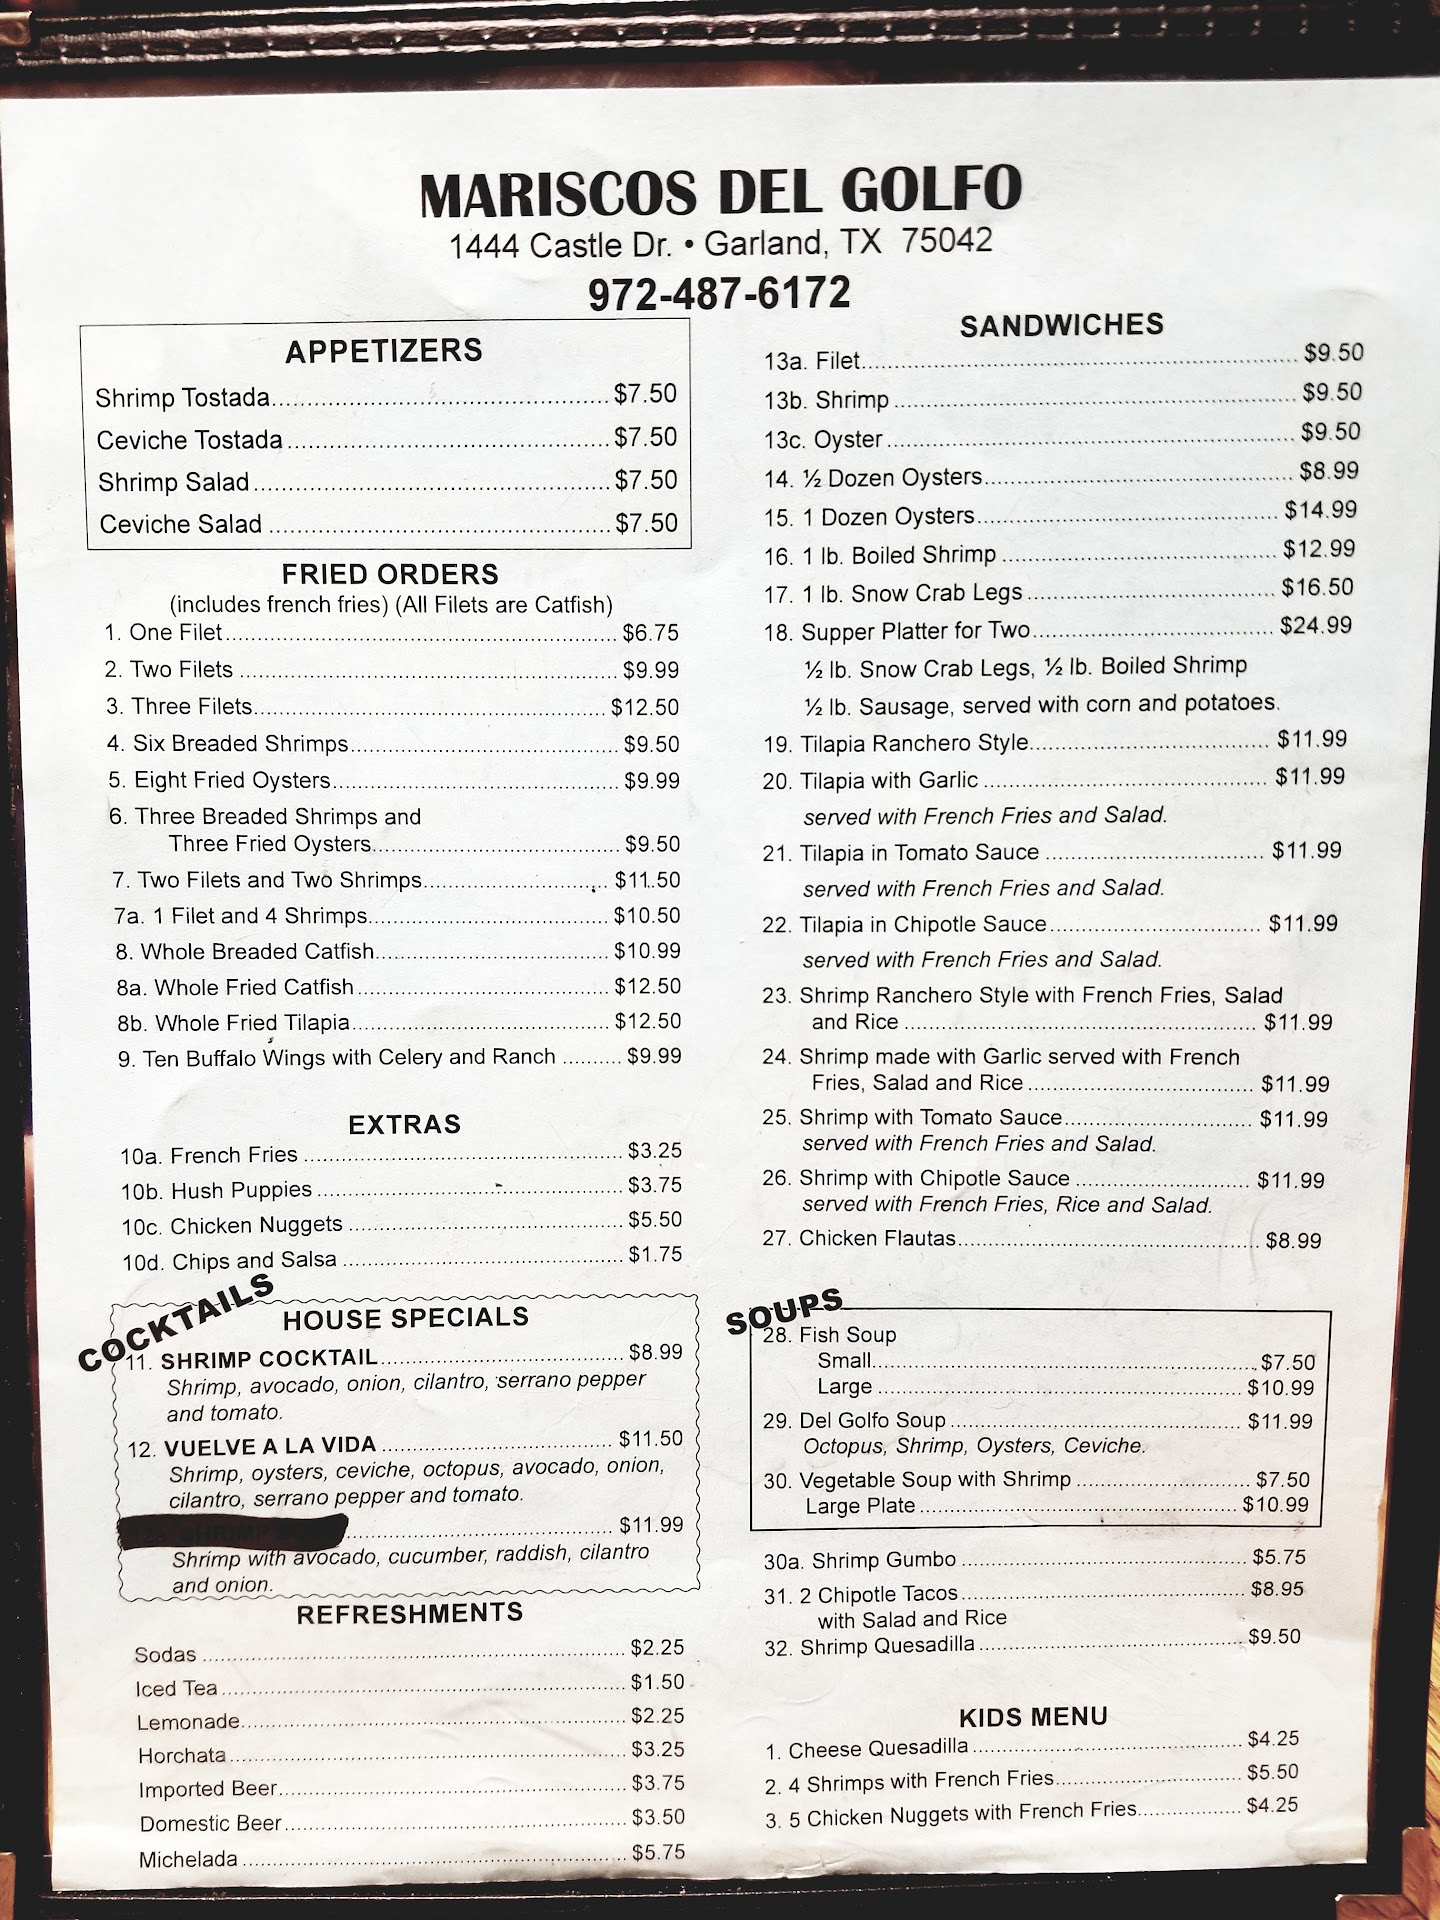 MARISCOS DEL GOLFO
1444 Castle Dr. • Garland, TX 75042
972-487-6172
APPETIZERS
Shrimp Tostada $7.50
Ceviche Tostada $7.50
Shrimp Salad $7.50
Ceviche Salad $7.50
FRIED ORDERS
(includes french fries) (All Filets are Catfish)
1. One Filet $6.75
2. Two Filets $9.99
3. Three Filets $12.50
4. Six Breaded Shrimps $9.50
5. Eight Fried Oysters $9.99
6. Three Breaded Shrimps and
Three Fried Oysters $9.50
7. Two Filets and Two Shrimps $11.50
7a. 1 Filet and 4 Shrimps $10.50
8. Whole Breaded Catfish $10.99
8a. Whole Fried Catfish $12.50
8b. Whole Fried Tilapia $12.50
9. Ten Buffalo Wings with Celery and Ranch $9.99
EXTRAS
10a. French Fries $3.25
10b. Hush Puppies $3.75
10c. Chicken Nuggets $5.50
10d. Chips and Salsa $1.75
COCKTAILS
HOUSE SPECIALS
11. SHRIMP COCKTAIL $8.99
Shrimp, avocado, onion, cilantro, serrano pepper
and tomato.
12. VUELVE A LA VIDA $11.50
Shrimp, oysters, ceviche, octopus, avocado, onion,
cilantro, serrano pepper and tomato.
$11.99
Shrimp with avocado, cucumber, raddish, cilantro
and onion.
REFRESHMENTS
Sodas $2.25
Iced Tea $1.50
Lemonade $2.25
Horchata $3.25
Imported Beer $3.75
Domestic Beer $3.50
Michelada $5.75
SANDWICHES
13a. Filet $9.50
13b. Shrimp $9.50
13c. Oyster $9.50
14. ½ Dozen Oysters $8.99
15. 1 Dozen Oysters $14.99
16. 1 lb. Boiled Shrimp $12.99
17. 1 lb. Snow Crab Legs $16.50
18. Supper Platter for Two $24.99
½ lb. Snow Crab Legs, ½ lb. Boiled Shrimp
½ lb. Sausage, served with corn and potatoes.
19. Tilapia Ranchero Style $11.99
20. Tilapia with Garlic $11.99
served with French Fries and Salad.
21. Tilapia in Tomato Sauce $11.99
served with French Fries and Salad.
22. Tilapia in Chipotle Sauce $11.99
served with French Fries and Salad.
23. Shrimp Ranchero Style with French Fries, Salad
and Rice $11.99
24. Shrimp made with Garlic served with French
Fries, Salad and Rice $11.99
25. Shrimp with Tomato Sauce $11.99
served with French Fries and Salad.
26. Shrimp with Chipotle Sauce $11.99
served with French Fries, Rice and Salad.
27. Chicken Flautas $8.99
SOUPS
28. Fish Soup
Small $7.50
Large $10.99
29. Del Golfo Soup $11.99
Octopus, Shrimp, Oysters, Ceviche.
30. Vegetable Soup with Shrimp $7.50
Large Plate $10.99
30a. Shrimp Gumbo $5.75
31. 2 Chipotle Tacos $8.95
with Salad and Rice
32. Shrimp Quesadilla $9.50
KIDS MENU
1. Cheese Quesadilla $4.25
2. 4 Shrimps with French Fries $5.50
3. 5 Chicken Nuggets with French Fries $4.25